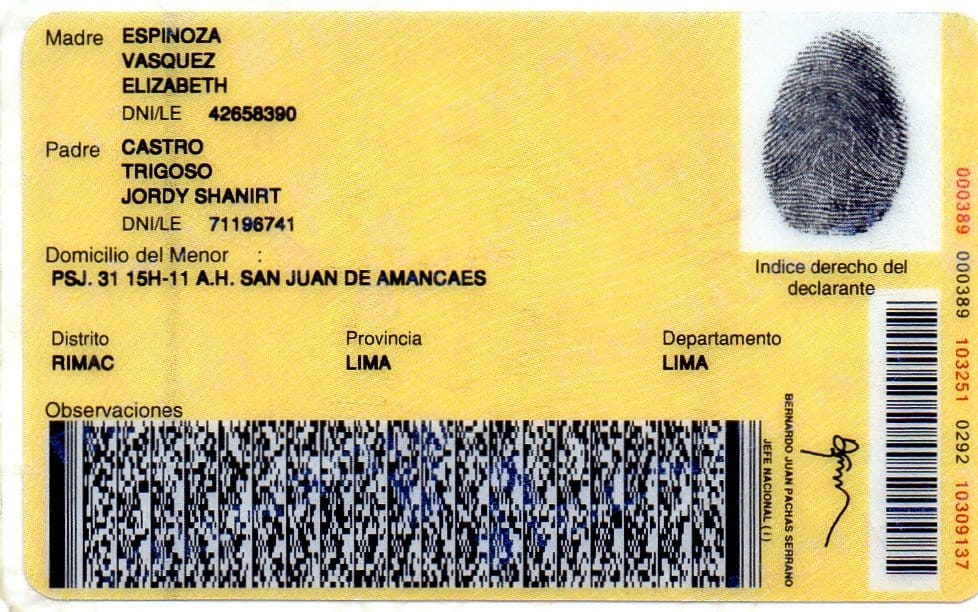 Madre ESPINOZA
VASQUEZ
ELIZABETH
DNI/LE 42658390
Padre CASTRO
TRIGOSO
JORDY SHANIRT
DNI/LE 71196741
Domicilio del Menor :
PSJ. 31 15H-11 A.H. SAN JUAN DE AMANCAES
Indice derecho del
declarante
Distrito Provincia Departamento
RIMAC LIMA LIMA
Observaciones
BERNARDO JUAN PACHAS SERRANO
JEFE NACIONAL ( i )
000389 000389 103251 0292 10309137